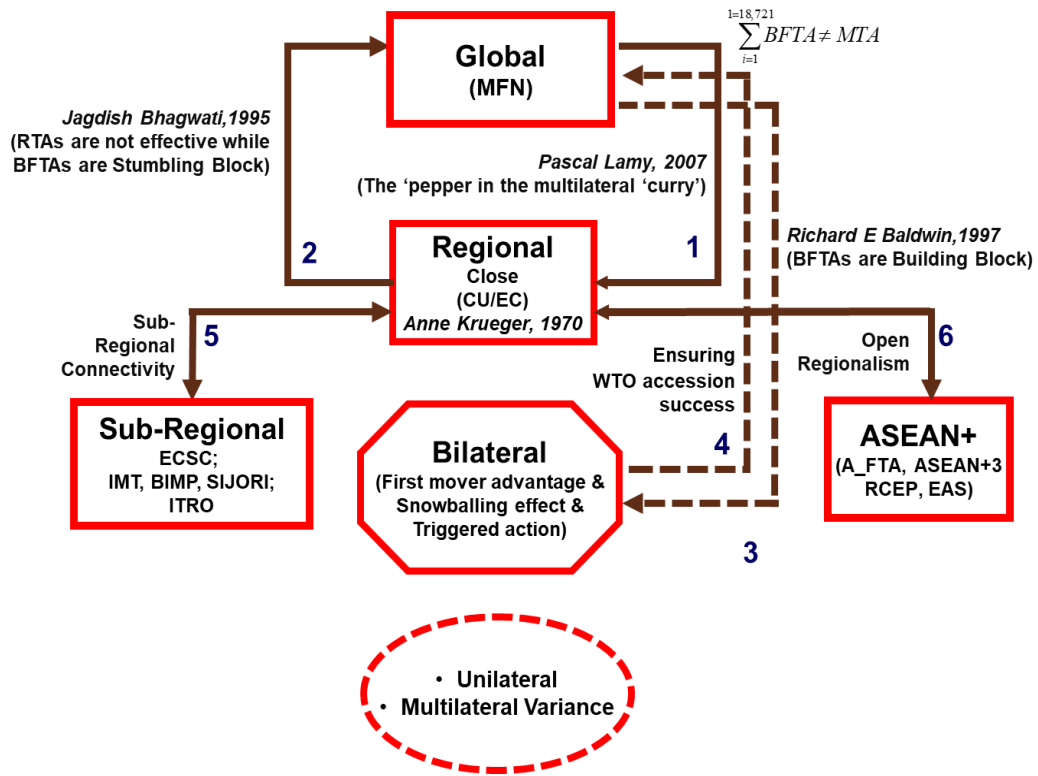 1=18,721
∑ BFTA ≠ MTA
i=1
Global
(MFN)
Jagdish Bhagwati,1995
(RTAs are not effective while
BFTAs are Stumbling Block)
Pascal Lamy, 2007
(The ‘pepper in the multilateral ‘curry’)
2
1
Regional
Close
(CU/EC)
Anne Krueger, 1970
Richard E Baldwin,1997
(BFTAs are Building Block)
5
Sub-
Regional
Connectivity
6
Open
Regionalism
Ensuring
WTO accession
success
4
Sub-Regional
ECSC;
IMT, BIMP, SIJORI;
ITRO
Bilateral
(First mover advantage &
Snowballing effect &
Triggered action)
ASEAN+
(A_FTA, ASEAN+3
RCEP, EAS)
3
• Unilateral
• Multilateral Variance